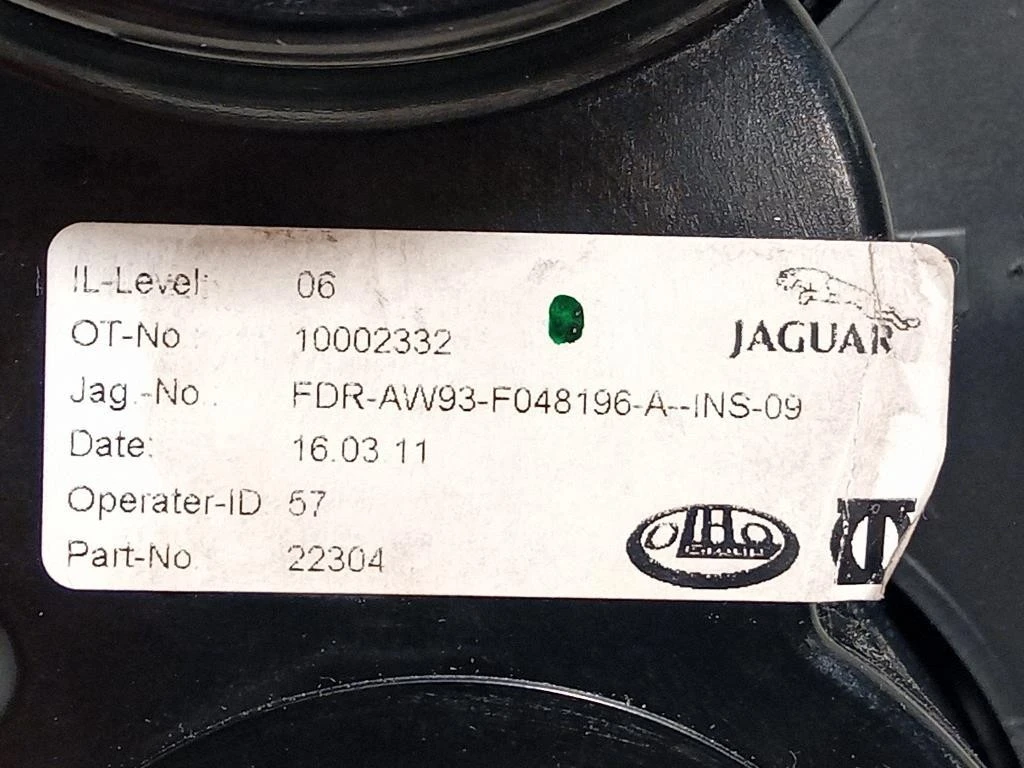 IL-Level: 06
OT-No : 10002332
Jag.-No.: FDR-AW93-F048196-A--INS-09
Date: 16.03.11
Operater-ID 57
Part-No 22304
JAGUAR